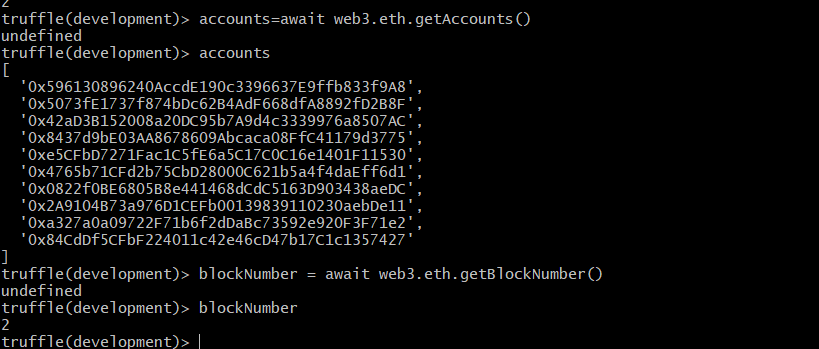 2
truffle(development)> accounts=await web3.eth.getAccounts()
undefined
truffle(development)> accounts
[
'0x596130896240AccdE190c3396637E9ffb833f9A8',
'0x5073fE1737f874bDc62B4AdF668dfA8892fD2B8F',
'0x42aD3B152008a20DC95b7A9d4c3339976a8507AC',
'0x8437d9bE03AA8678609Abcaca08FfC41179d3775',
'0xe5CFbD7271Fac1C5fE6a5C17C0C16e1401F11530',
'0x4765b71CFd2b75CbD28000C621b5a4f4daEff6d1',
'0x0822f0BE6805B8e441468dCdC5163D903438aeDC',
'0x2A9104B73a976D1CEFb00139839110230aebDe11',
'0xa327a0a09722F71b6f2dDaBc73592e920F3F71e2',
'0x84CdDf5CFbF224011c42e46cD47b17C1c1357427'
]
truffle(development)> blockNumber = await web3.eth.getBlockNumber()
undefined
truffle(development)> blockNumber
2
truffle(development)>